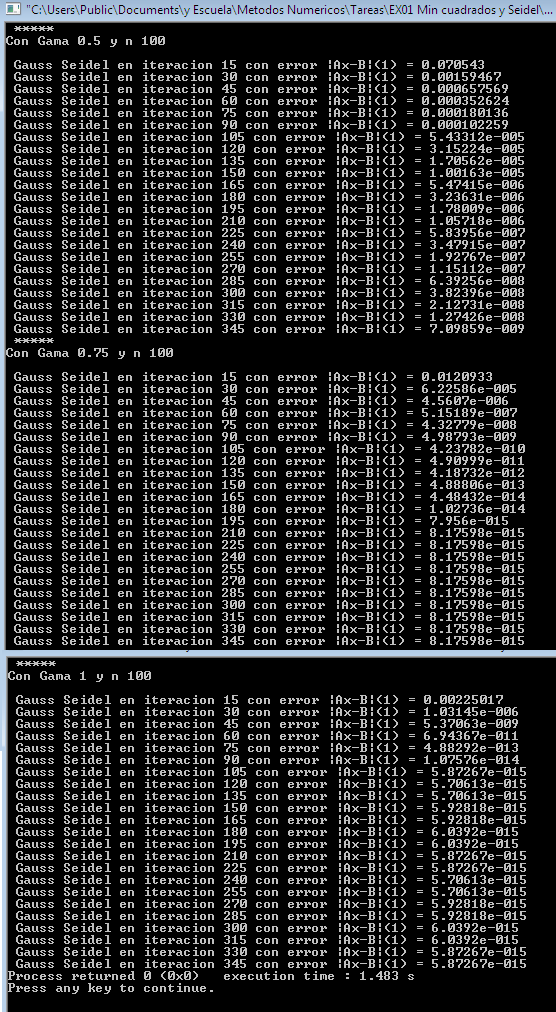 "C:\Users\Public\Documents\y Escuela\Metodos Numericos\Tareas\EX01 Min cuadrados y Seidel\...
*****
Con Gama 0.5 y n 100
Gauss Seidel en iteracion 15 con error |Ax-B|(1) = 0.070543
Gauss Seidel en iteracion 30 con error |Ax-B|(1) = 0.00159467
Gauss Seidel en iteracion 45 con error |Ax-B|(1) = 0.000657569
Gauss Seidel en iteracion 60 con error |Ax-B|(1) = 0.000352624
Gauss Seidel en iteracion 75 con error |Ax-B|(1) = 0.000180136
Gauss Seidel en iteracion 90 con error |Ax-B|(1) = 0.000102259
Gauss Seidel en iteracion 105 con error |Ax-B|(1) = 5.43312e-005
Gauss Seidel en iteracion 120 con error |Ax-B|(1) = 3.15224e-005
Gauss Seidel en iteracion 135 con error |Ax-B|(1) = 1.70562e-005
Gauss Seidel en iteracion 150 con error |Ax-B|(1) = 1.00163e-005
Gauss Seidel en iteracion 165 con error |Ax-B|(1) = 5.47415e-006
Gauss Seidel en iteracion 180 con error |Ax-B|(1) = 3.23631e-006
Gauss Seidel en iteracion 195 con error |Ax-B|(1) = 1.78009e-006
Gauss Seidel en iteracion 210 con error |Ax-B|(1) = 1.05718e-006
Gauss Seidel en iteracion 225 con error |Ax-B|(1) = 5.83956e-007
Gauss Seidel en iteracion 240 con error |Ax-B|(1) = 3.47915e-007
Gauss Seidel en iteracion 255 con error |Ax-B|(1) = 1.92767e-007
Gauss Seidel en iteracion 270 con error |Ax-B|(1) = 1.15112e-007
Gauss Seidel en iteracion 285 con error |Ax-B|(1) = 6.39256e-008
Gauss Seidel en iteracion 300 con error |Ax-B|(1) = 3.82396e-008
Gauss Seidel en iteracion 315 con error |Ax-B|(1) = 2.12731e-008
Gauss Seidel en iteracion 330 con error |Ax-B|(1) = 1.27426e-008
Gauss Seidel en iteracion 345 con error |Ax-B|(1) = 7.09859e-009
*****
Con Gama 0.75 y n 100
Gauss Seidel en iteracion 15 con error |Ax-B|(1) = 0.0120933
Gauss Seidel en iteracion 30 con error |Ax-B|(1) = 6.22586e-005
Gauss Seidel en iteracion 45 con error |Ax-B|(1) = 4.5607e-006
Gauss Seidel en iteracion 60 con error |Ax-B|(1) = 5.15189e-007
Gauss Seidel en iteracion 75 con error |Ax-B|(1) = 4.32779e-008
Gauss Seidel en iteracion 90 con error |Ax-B|(1) = 4.98793e-009
Gauss Seidel en iteracion 105 con error |Ax-B|(1) = 4.23782e-010
Gauss Seidel en iteracion 120 con error |Ax-B|(1) = 4.90999e-011
Gauss Seidel en iteracion 135 con error |Ax-B|(1) = 4.18732e-012
Gauss Seidel en iteracion 150 con error |Ax-B|(1) = 4.88806e-013
Gauss Seidel en iteracion 165 con error |Ax-B|(1) = 4.48432e-014
Gauss Seidel en iteracion 180 con error |Ax-B|(1) = 1.02736e-014
Gauss Seidel en iteracion 195 con error |Ax-B|(1) = 7.956e-015
Gauss Seidel en iteracion 210 con error |Ax-B|(1) = 8.17598e-015
Gauss Seidel en iteracion 225 con error |Ax-B|(1) = 8.17598e-015
Gauss Seidel en iteracion 240 con error |Ax-B|(1) = 8.17598e-015
Gauss Seidel en iteracion 255 con error |Ax-B|(1) = 8.17598e-015
Gauss Seidel en iteracion 270 con error |Ax-B|(1) = 8.17598e-015
Gauss Seidel en iteracion 285 con error |Ax-B|(1) = 8.17598e-015
Gauss Seidel en iteracion 300 con error |Ax-B|(1) = 8.17598e-015
Gauss Seidel en iteracion 315 con error |Ax-B|(1) = 8.17598e-015
Gauss Seidel en iteracion 330 con error |Ax-B|(1) = 8.17598e-015
Gauss Seidel en iteracion 345 con error |Ax-B|(1) = 8.17598e-015
*****
Con Gama 1 y n 100
Gauss Seidel en iteracion 15 con error |Ax-B|(1) = 0.00225017
Gauss Seidel en iteracion 30 con error |Ax-B|(1) = 1.03145e-006
Gauss Seidel en iteracion 45 con error |Ax-B|(1) = 5.37063e-009
Gauss Seidel en iteracion 60 con error |Ax-B|(1) = 6.94367e-011
Gauss Seidel en iteracion 75 con error |Ax-B|(1) = 4.88292e-013
Gauss Seidel en iteracion 90 con error |Ax-B|(1) = 1.07576e-014
Gauss Seidel en iteracion 105 con error |Ax-B|(1) = 5.87267e-015
Gauss Seidel en iteracion 120 con error |Ax-B|(1) = 5.70613e-015
Gauss Seidel en iteracion 135 con error |Ax-B|(1) = 5.70613e-015
Gauss Seidel en iteracion 150 con error |Ax-B|(1) = 5.92818e-015
Gauss Seidel en iteracion 165 con error |Ax-B|(1) = 5.92818e-015
Gauss Seidel en iteracion 180 con error |Ax-B|(1) = 6.0392e-015
Gauss Seidel en iteracion 195 con error |Ax-B|(1) = 6.0392e-015
Gauss Seidel en iteracion 210 con error |Ax-B|(1) = 5.87267e-015
Gauss Seidel en iteracion 225 con error |Ax-B|(1) = 5.87267e-015
Gauss Seidel en iteracion 240 con error |Ax-B|(1) = 5.70613e-015
Gauss Seidel en iteracion 255 con error |Ax-B|(1) = 5.70613e-015
Gauss Seidel en iteracion 270 con error |Ax-B|(1) = 5.92818e-015
Gauss Seidel en iteracion 285 con error |Ax-B|(1) = 5.92818e-015
Gauss Seidel en iteracion 300 con error |Ax-B|(1) = 6.0392e-015
Gauss Seidel en iteracion 315 con error |Ax-B|(1) = 6.0392e-015
Gauss Seidel en iteracion 330 con error |Ax-B|(1) = 5.87267e-015
Gauss Seidel en iteracion 345 con error |Ax-B|(1) = 5.87267e-015
Process returned 0 (0x0)   execution time : 1.483 s
Press any key to continue.